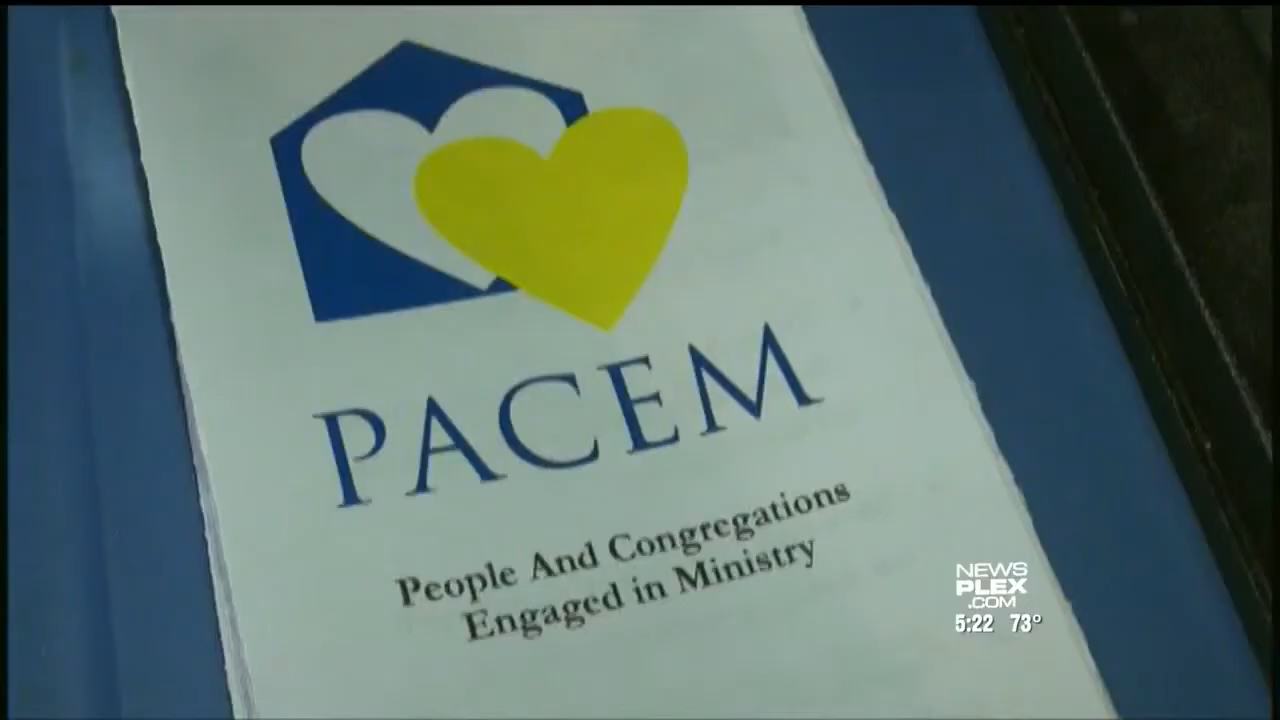 PACEM
People And Congregations
Engaged in Ministry
NEWS
PLEX
.COM
5:22 73°